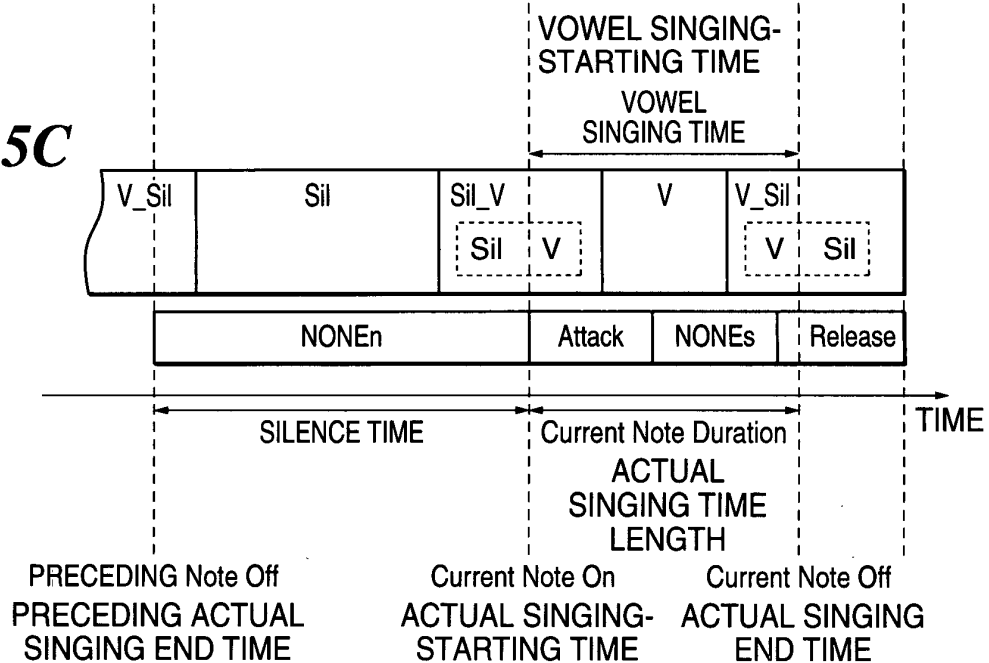 VOWEL SINGING-
STARTING TIME
VOWEL
SINGING TIME
5C
V_Sil Sil Sil_V V V_Sil
Sil V V Sil
NONEn Attack NONEs Release
TIME
SILENCE TIME Current Note Duration
ACTUAL
SINGING TIME
LENGTH
PRECEDING Note Off Current Note On Current Note Off
PRECEDING ACTUAL ACTUAL SINGING- ACTUAL SINGING
SINGING END TIME STARTING TIME END TIME